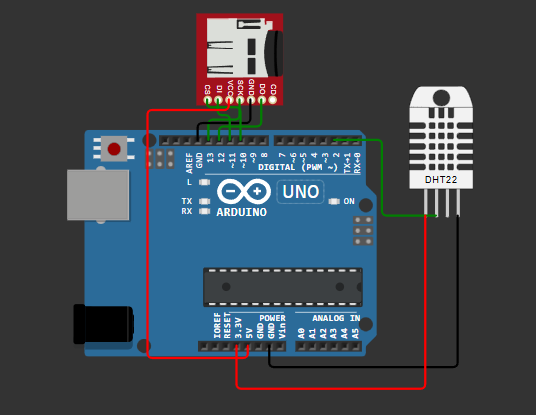 CS
DI
VCC
SCK
GND
DO
CD
DHT22
AREF
GND
13
12
~11
~10
~9
8
7
~6
~5
4
~3
2
TX→1
RX←0
DIGITAL (PWM ~)
L
TX
RX
UNO
ARDUINO
ON
IOREF
RESET
3.3V
5V
GND
GND
Vin
POWER
ANALOG IN
A0
A1
A2
A3
A4
A5